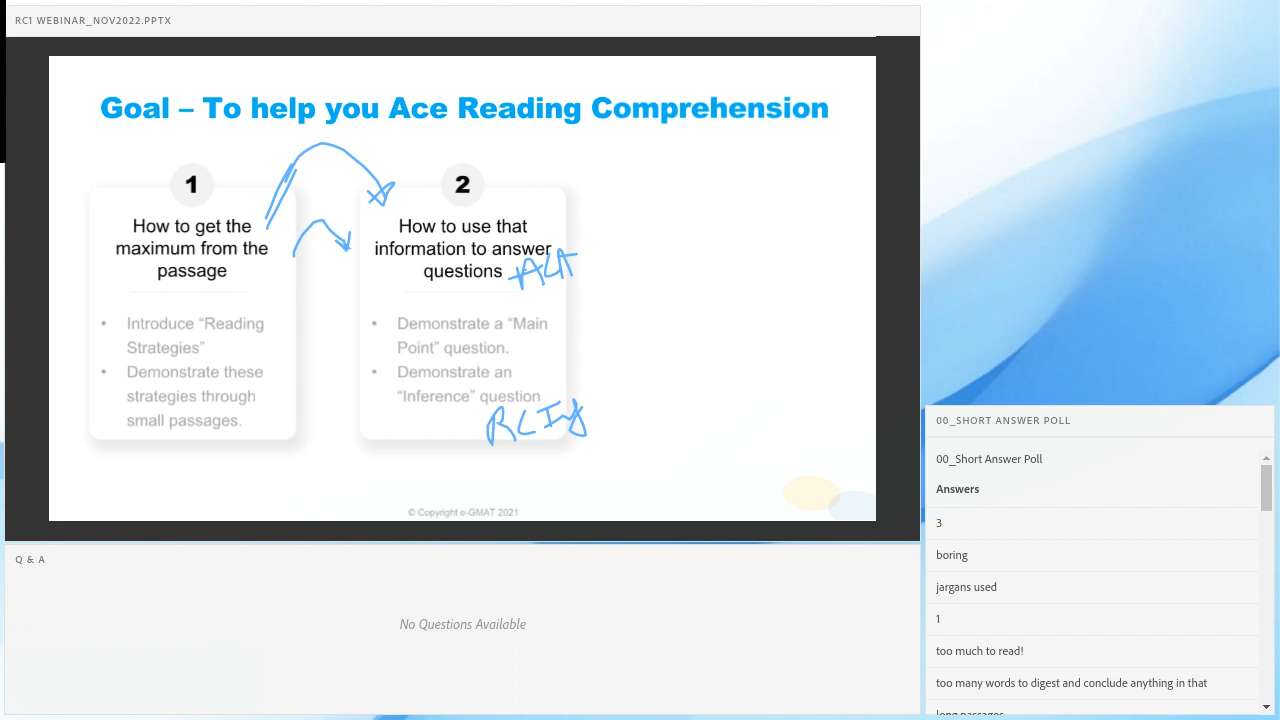 RC1 WEBINAR_NOV2022.PPTX
Goal – To help you Ace Reading Comprehension
1
How to get the
maximum from the
passage
• Introduce “Reading
Strategies”
• Demonstrate these
strategies through
small passages.
2
How to use that
information to answer
questions
• Demonstrate a “Main
Point” question.
• Demonstrate an
“Inference” question
RC Inf
© Copyright e-GMAT 2021
Q & A
No Questions Available
00_SHORT ANSWER POLL
00_Short Answer Poll
Answers
3
boring
jargans used
1
too much to read!
too many words to digest and conclude anything in that
long passages